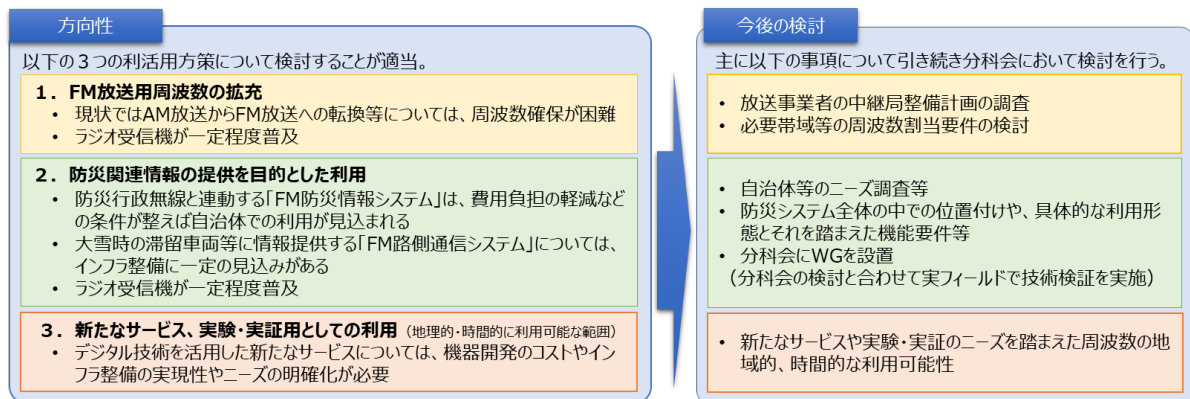 方向性
以下の３つの利活用方策について検討することが適当。
１．FM放送用周波数の拡充
• 現状ではAM放送からFM放送への転換等については、周波数確保が困難
• ラジオ受信機が一定程度普及
２．防災関連情報の提供を目的とした利用
• 防災行政無線と連動する「FM防災情報システム」は、費用負担の軽減など
の条件が整えば自治体での利用が見込まれる
• 大雪時の滞留車両等に情報提供する「FM路側通信システム」については、
インフラ整備に一定の見込みがある
• ラジオ受信機が一定程度普及
３．新たなサービス、実験・実証用としての利用（地理的・時間的に利用可能な範囲）
• デジタル技術を活用した新たなサービスについては、機器開発のコストやイン
フラ整備の実現性やニーズの明確化が必要
今後の検討
主に以下の事項について引き続き分科会において検討を行う。
• 放送事業者の中継局整備計画の調査
• 必要帯域等の周波数割当要件の検討
• 自治体等のニーズ調査等
• 防災システム全体の中での位置付けや、具体的な利用形
態とそれを踏まえた機能要件等
• 分科会にWGを設置
（分科会の検討と合わせて実フィールドで技術検証を実施）
• 新たなサービスや実験・実証のニーズを踏まえた周波数の地
域的、時間的な利用可能性